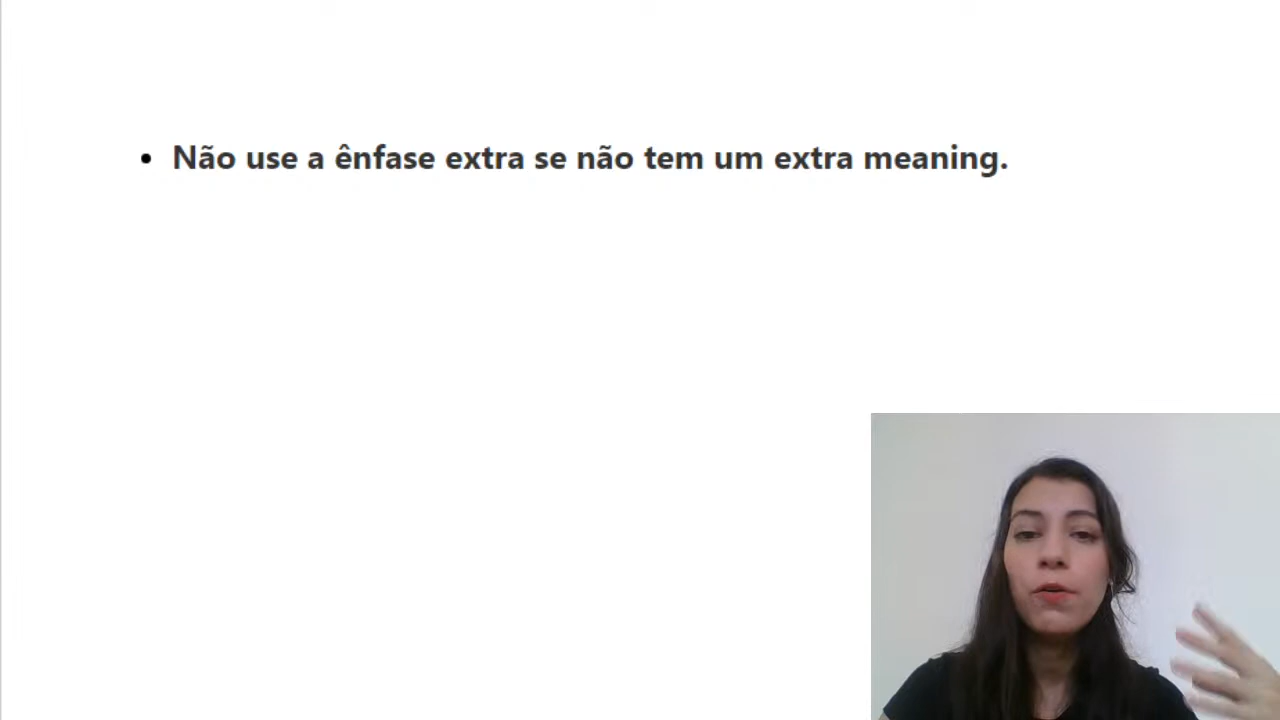 • Não use a ênfase extra se não tem um extra meaning.